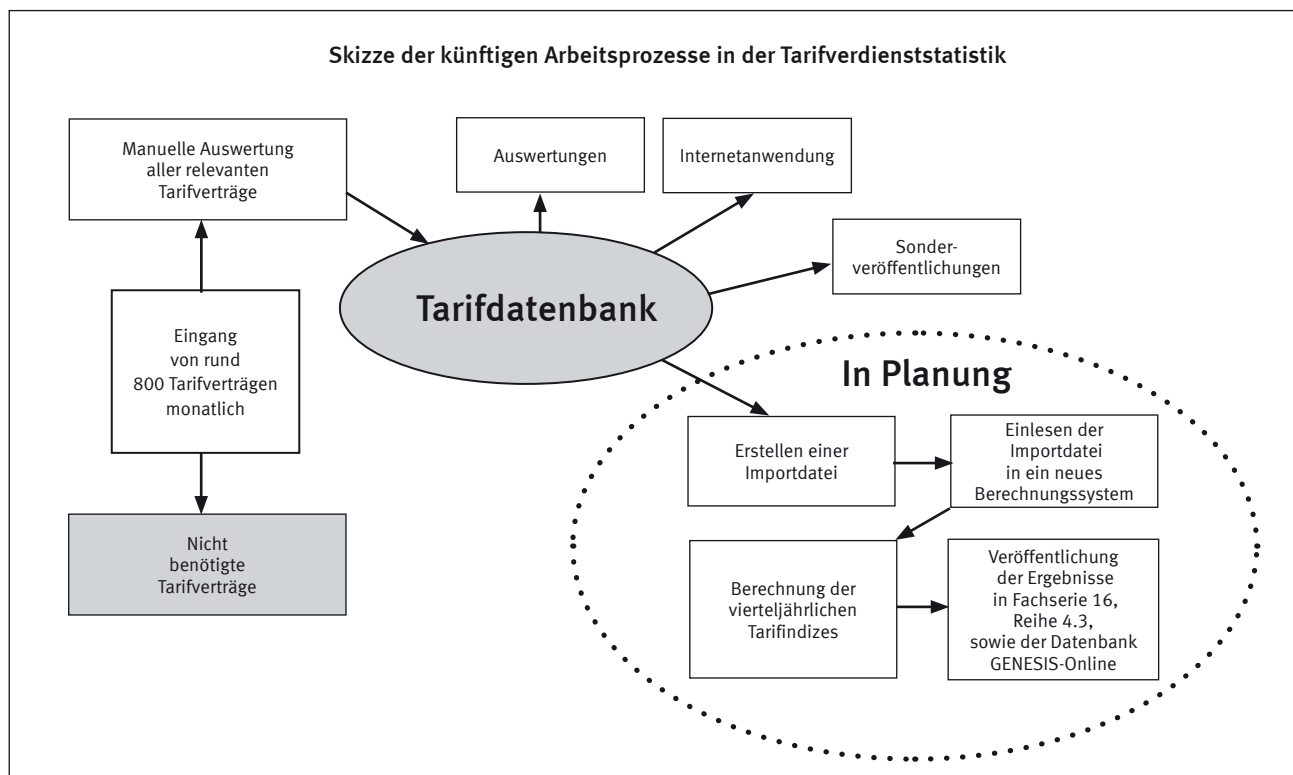 Skizze der künftigen Arbeitsprozesse in der Tarifverdienststatistik
Manuelle Auswertung
aller relevanten
Tarifverträge
Auswertungen
Internetanwendung
Sonder-
veröffentlichungen
Tarifdatenbank
Eingang
von rund
800 Tarifverträgen
monatlich
Nicht
benötigte
Tarifverträge
In Planung
Erstellen einer
Importdatei
Einlesen der
Importdatei
in ein neues
Berechnungssystem
Berechnung der
vierteljährlichen
Tarifindizes
Veröffentlichung
der Ergebnisse
in Fachserie 16,
Reihe 4.3,
sowie der Datenbank
GENESIS-Online